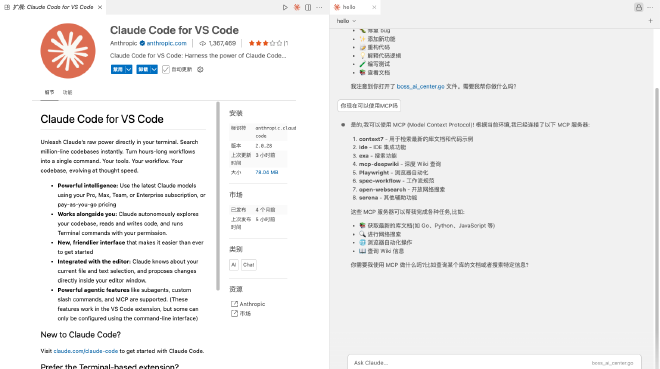 扩展: Claude Code for VS Code
Claude Code for VS Code
Anthropic anthropic.com
1,367,469
Claude Code for VS Code: Harness the power of Claude Code...
禁用
卸载
自动更新
细节 功能
Claude Code for VS Code
Unleash Claude's raw power directly in your terminal. Search
million-line codebases instantly. Turn hours-long workflows
into a single command. Your tools. Your workflow. Your
codebase, evolving at thought speed.
Powerful intelligence: Use the latest Claude models
using your Pro, Max, Team, or Enterprise subscription, or
pay-as-you-go pricing
Works alongside you: Claude autonomously explores
your codebase, reads and writes code, and runs
Terminal commands with your permission.
New, friendlier interface that makes it easier than ever
to get started
Integrated with the editor: Claude knows about your
current file and text selection, and proposes changes
directly inside your editor window.
Powerful agentic features like subagents, custom
slash commands, and MCP are supported. (These
features work in the VS Code extension, but some can
only be configured using the command-line interface)
New to Claude Code?
Visit claude.com/claude-code to get started with Claude Code.
Prefer the Terminal-based extension?
安装
标识符 anthropic.claud
code
版本 2.0.28
上次更新 3 小时前
时间
大小 78.04 MB
市场
已发布 4 个月前
上次发布 5 小时前
时间
类别
AI Chat
资源
Anthropic
市场
hello
hello
添加新功能
重构代码
解释代码逻辑
编写测试
我注意到你打开了 boss_ai_center.go 文件。需要我帮你做什么吗?
你现在可以使用MCP吗
是的,我可以使用 MCP (Model Context Protocol)! 根据当前环境,我已经连接了以下 MCP 服务器:
1. context7 - 用于检索最新的库文档和代码示例
2. ide - IDE 集成功能
3. exa - 搜索功能
4. mcp-deepwiki - 深度 Wiki 查询
5. Playwright - 浏览器自动化
6. spec-workflow - 工作流规范
7. open-websearch - 开放网络搜索
8. serena - 其他辅助功能
这些 MCP 服务器可以帮我完成各种任务,比如:
获取最新的库文档(如 Go、Python、JavaScript 等)
进行网络搜索
浏览器自动化操作
查询 Wiki 信息
你需要我使用 MCP 做什么吗?比如查询某个库的文档或者搜索特定信息?
Ask Claude...
boss_ai_center.go